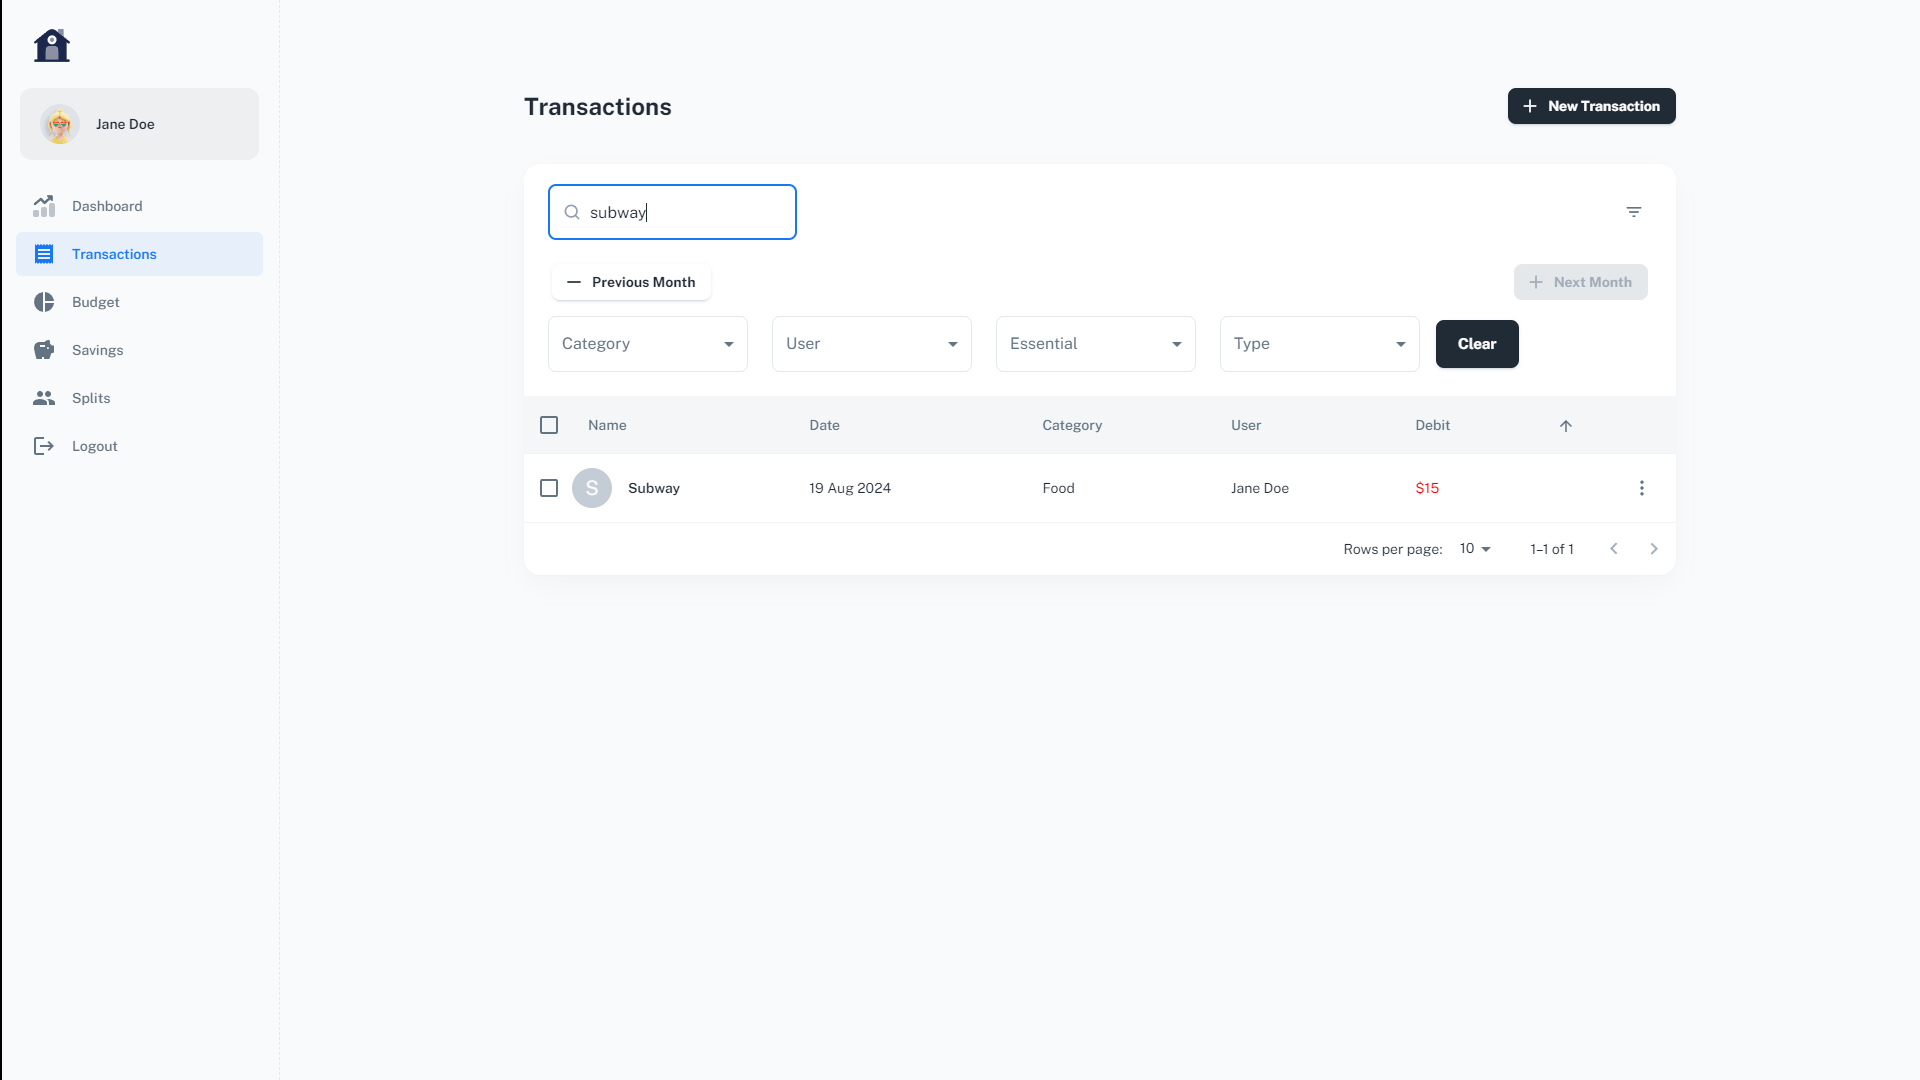 Jane Doe
Dashboard
Transactions
Budget
Savings
Splits
Logout
Transactions
New Transaction
subway
Previous Month
Next Month
Category
User
Essential
Type
Clear
Name Date Category User Debit
S Subway 19 Aug 2024 Food Jane Doe $15
Rows per page: 10 1–1 of 1